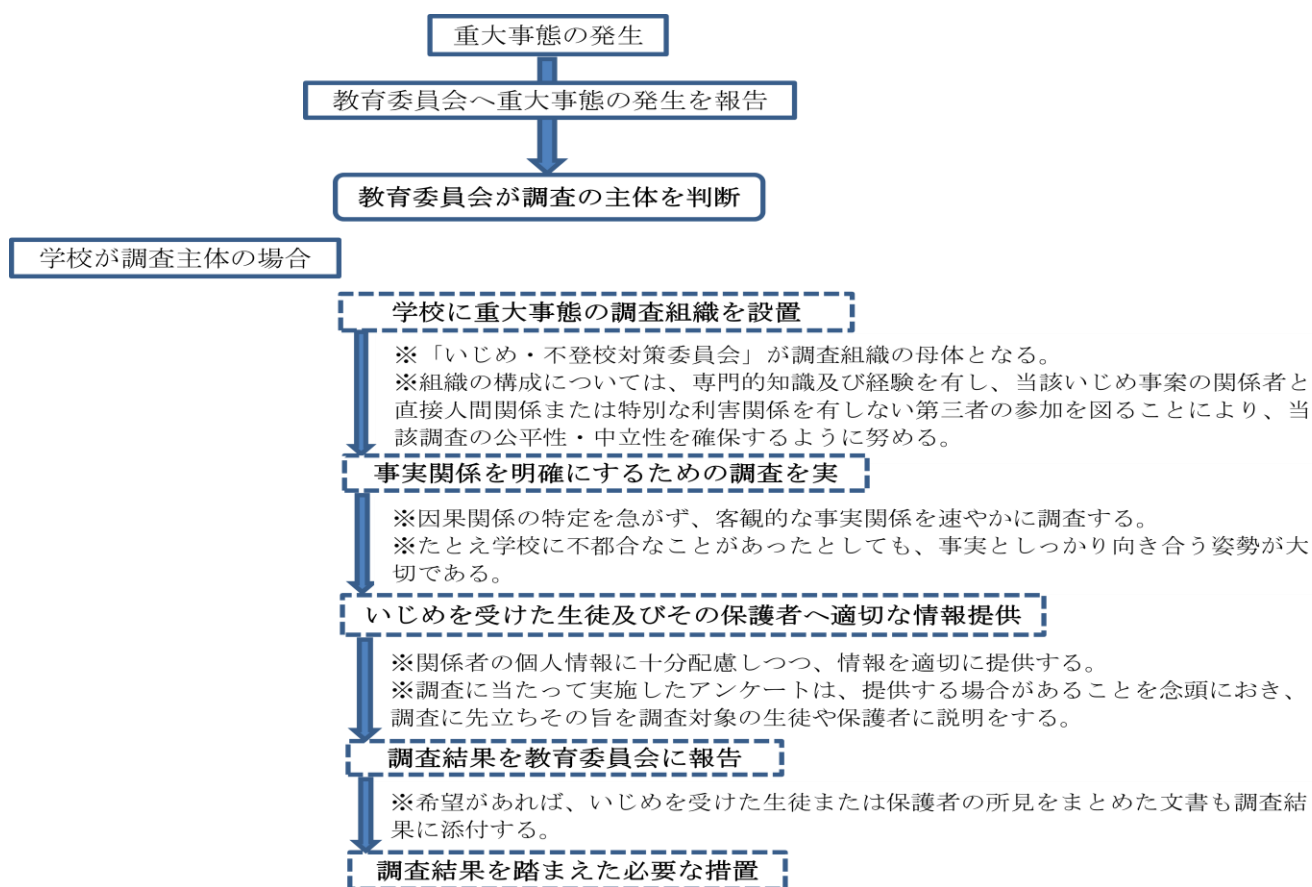 重大事態の発生
教育委員会へ重大事態の発生を報告
教育委員会が調査の主体を判断
学校が調査主体の場合
学校に重大事態の調査組織を設置
※「いじめ・不登校対策委員会」が調査組織の母体となる。
※組織の構成については、専門的知識及び経験を有し、当該いじめ事案の関係者と
直接人間関係または特別な利害関係を有しない第三者の参加を図ることにより、当
該調査の公平性・中立性を確保するように努める。
事実関係を明確にするための調査を実
※因果関係の特定を急がず、客観的な事実関係を速やかに調査する。
※たとえ学校に不都合なことがあったとしても、事実としっかり向き合う姿勢が大
切である。
いじめを受けた生徒及びその保護者へ適切な情報提供
※関係者の個人情報に十分配慮しつつ、情報を適切に提供する。
※調査に当たって実施したアンケートは、提供する場合があることを念頭におき、
調査に先立ちその旨を調査対象の生徒や保護者に説明をする。
調査結果を教育委員会に報告
※希望があれば、いじめを受けた生徒または保護者の所見をまとめた文書も調査結
果に添付する。
調査結果を踏まえた必要な措置